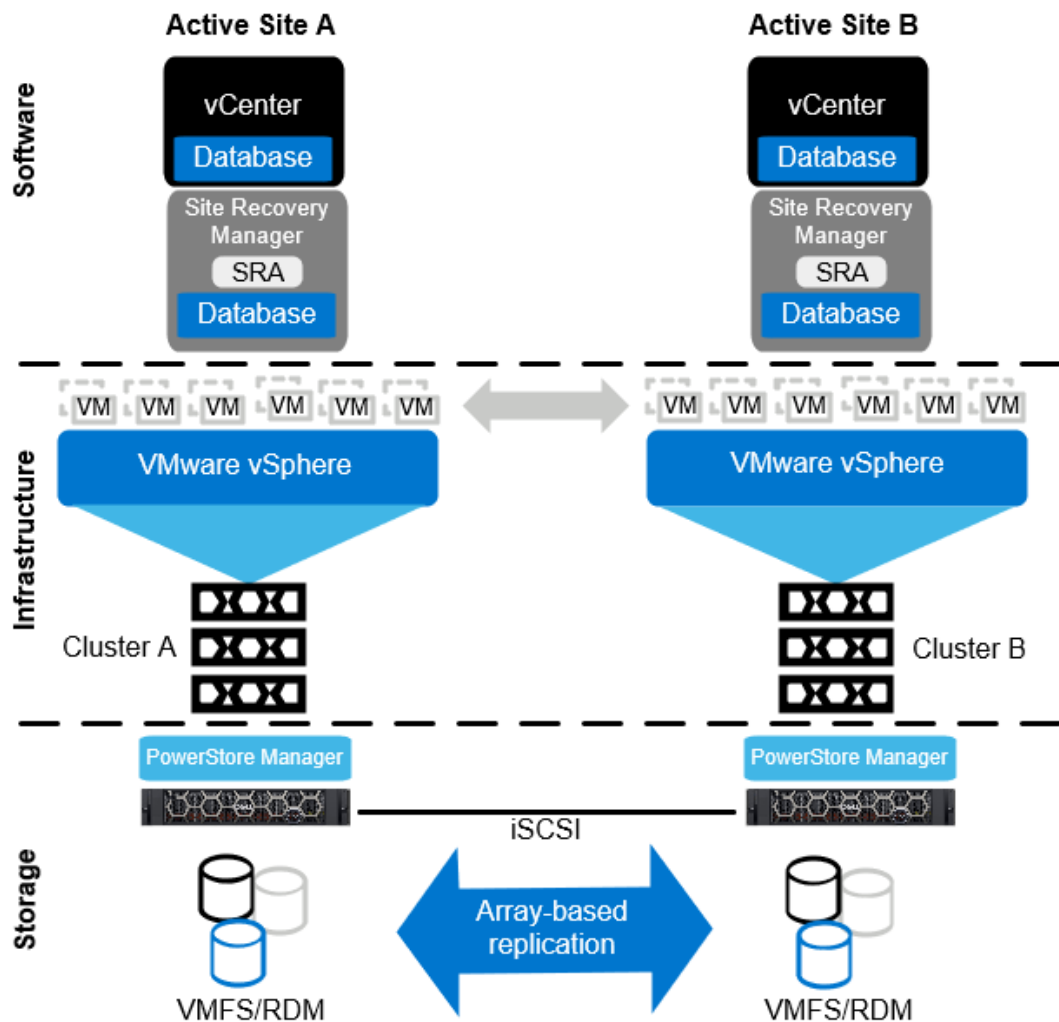 Active Site A
Active Site B
Software
vCenter
Database
Site Recovery
Manager
SRA
Database
vCenter
Database
Site Recovery
Manager
SRA
Database
Infrastructure
VM VM VM VM VM VM
VMware vSphere
Cluster A
VM VM VM VM VM VM
VMware vSphere
Cluster B
Storage
PowerStore Manager
DELL
PowerStore Manager
DELL
iSCSI
Array-based
replication
VMFS/RDM
VMFS/RDM